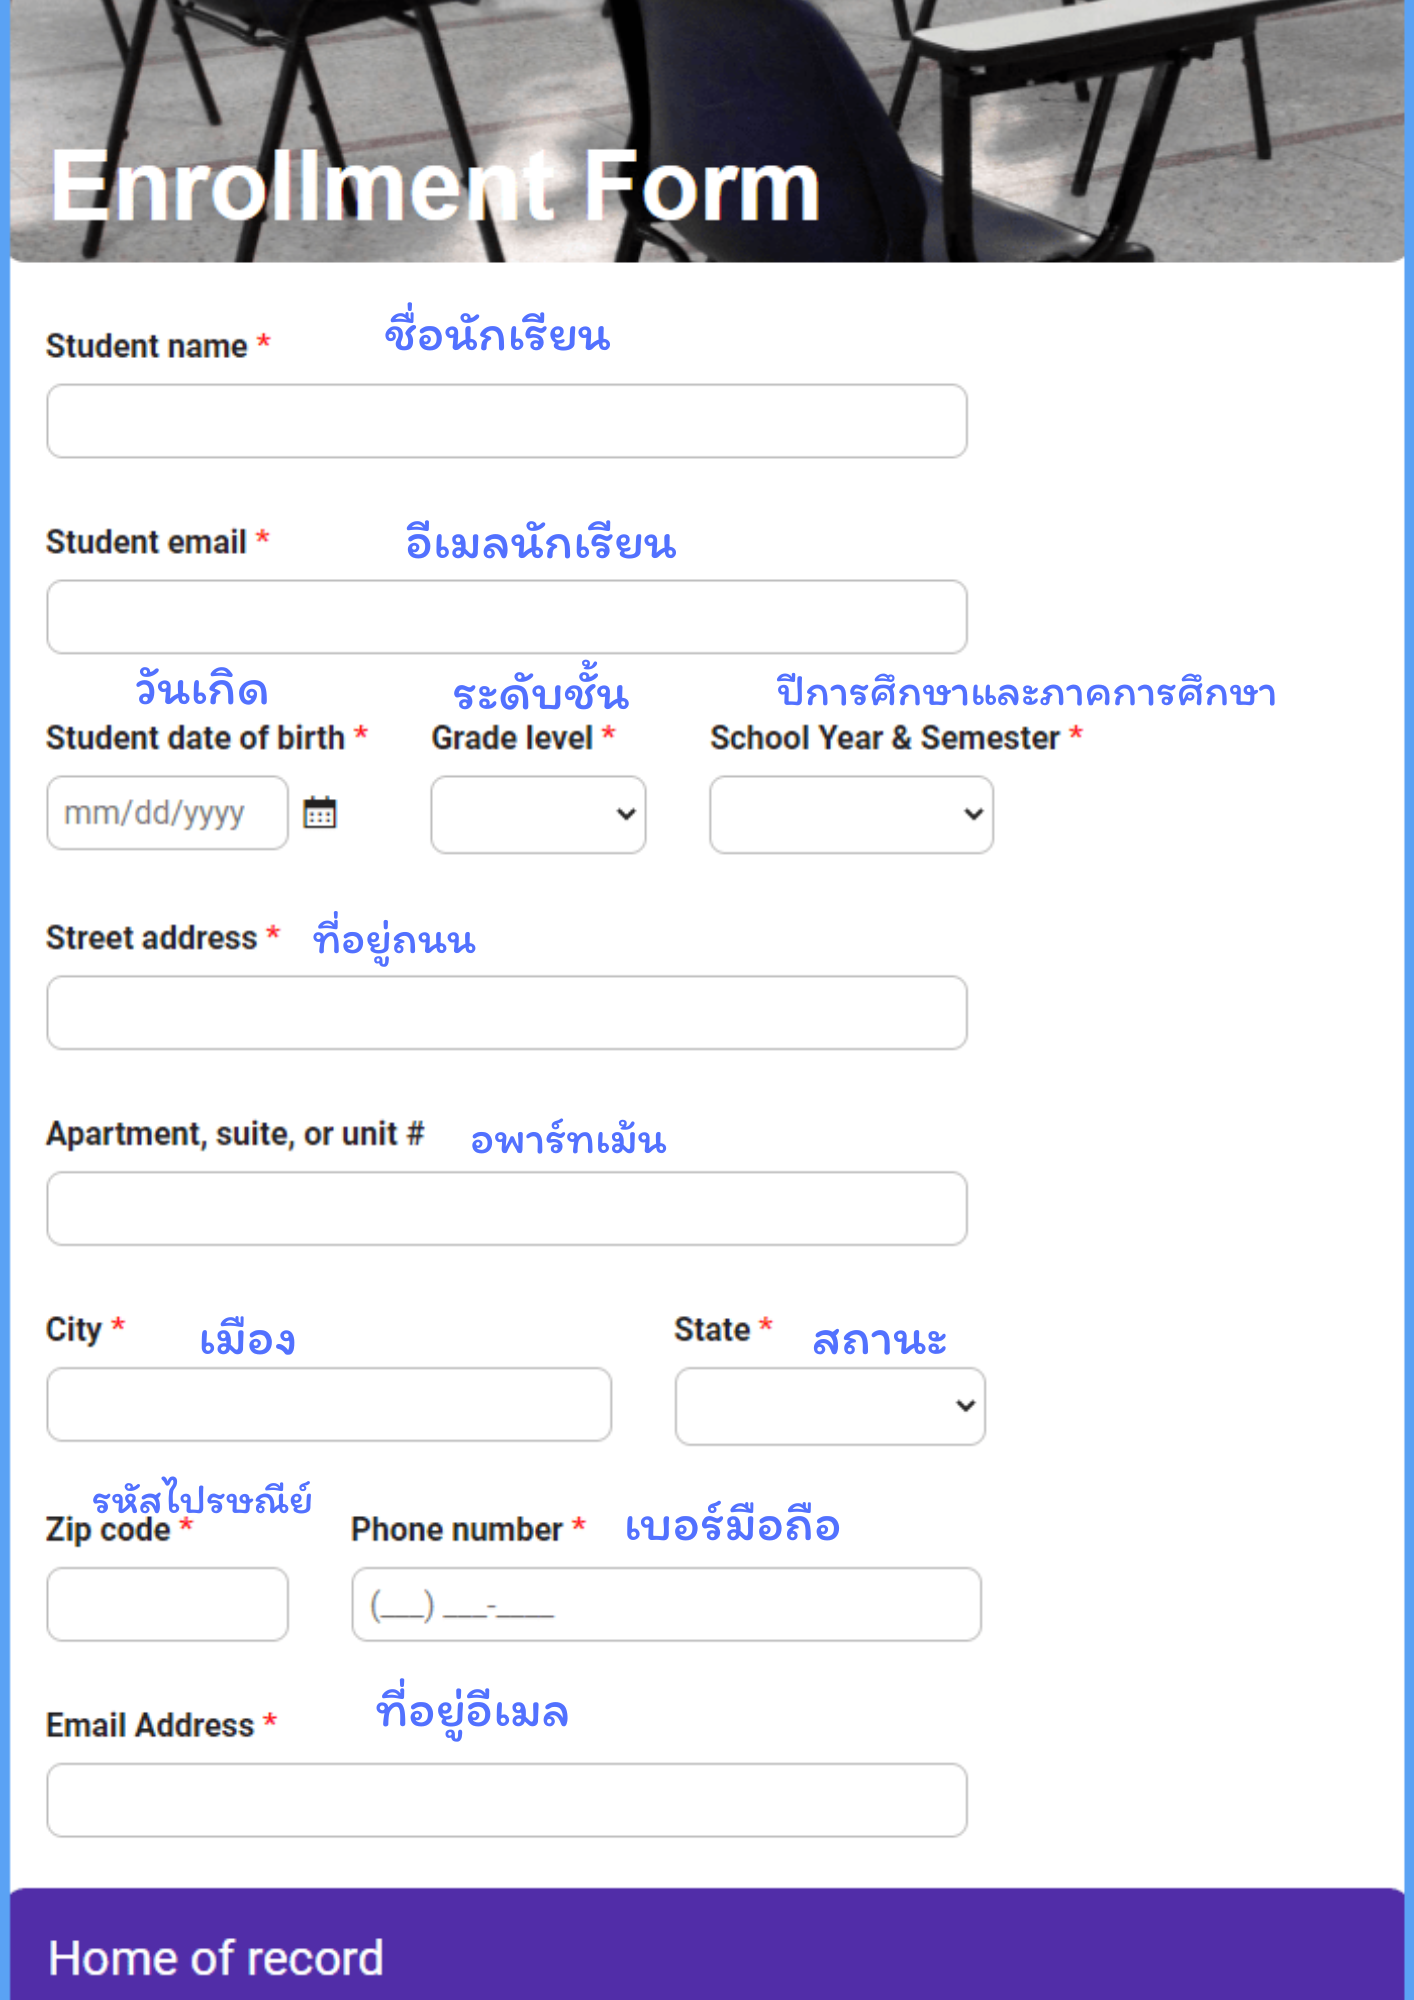 Enrollment Form
Student name * ชื่อนักเรียน
Student email * อีเมลนักเรียน
วันเกิด ระดับชั้น ปีการศึกษาและภาคการศึกษา
Student date of birth * Grade level * School Year & Semester *
mm/dd/yyyy
Street address * ที่อยู่ถนน
Apartment, suite, or unit # อพาร์ทเม้น
City * เมือง State * สถานะ
รหัสไปรษณีย์
Zip code * Phone number * เบอร์มือถือ
(___) ___-____
Email Address * ที่อยู่อีเมล
Home of record